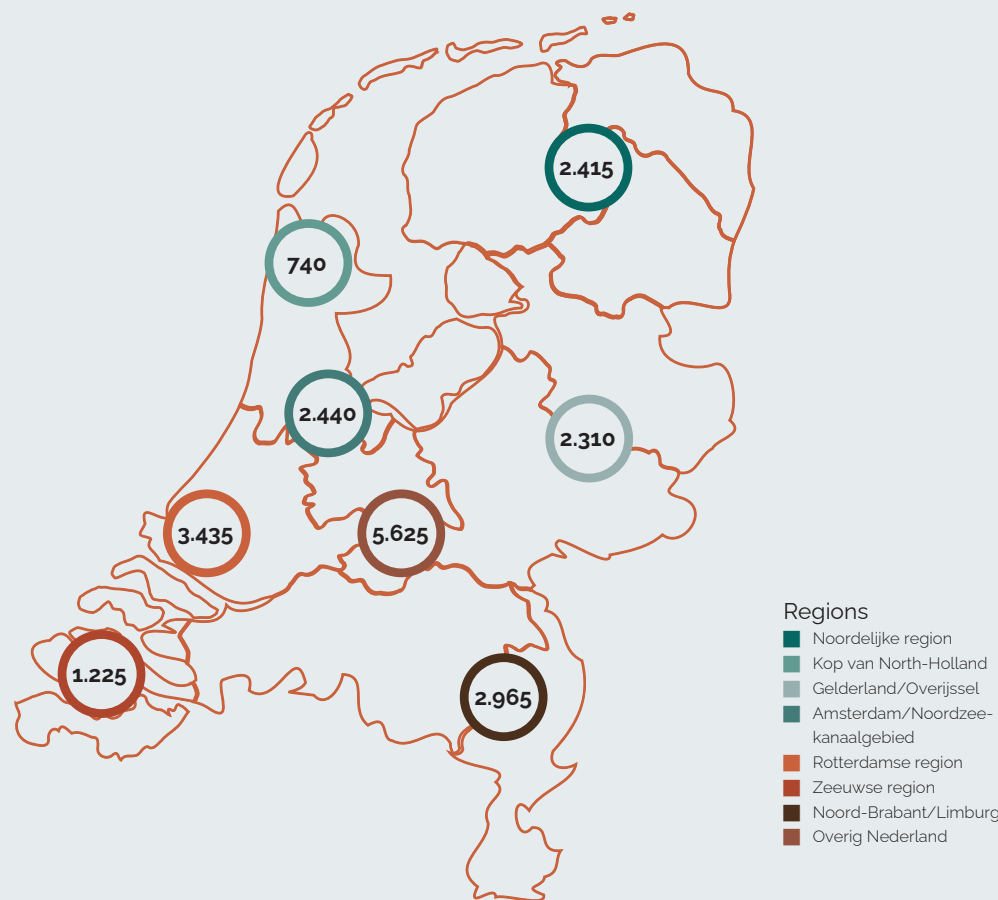 2.415
740
2.440
2.310
3.435
5.625
1.225
2.965
Regions
Noordelijke region
Kop van North-Holland
Gelderland/Overijssel
Amsterdam/Noordzee-
kanaalgebied
Rotterdamse region
Zeeuwse region
Noord-Brabant/Limburg
Overig Nederland